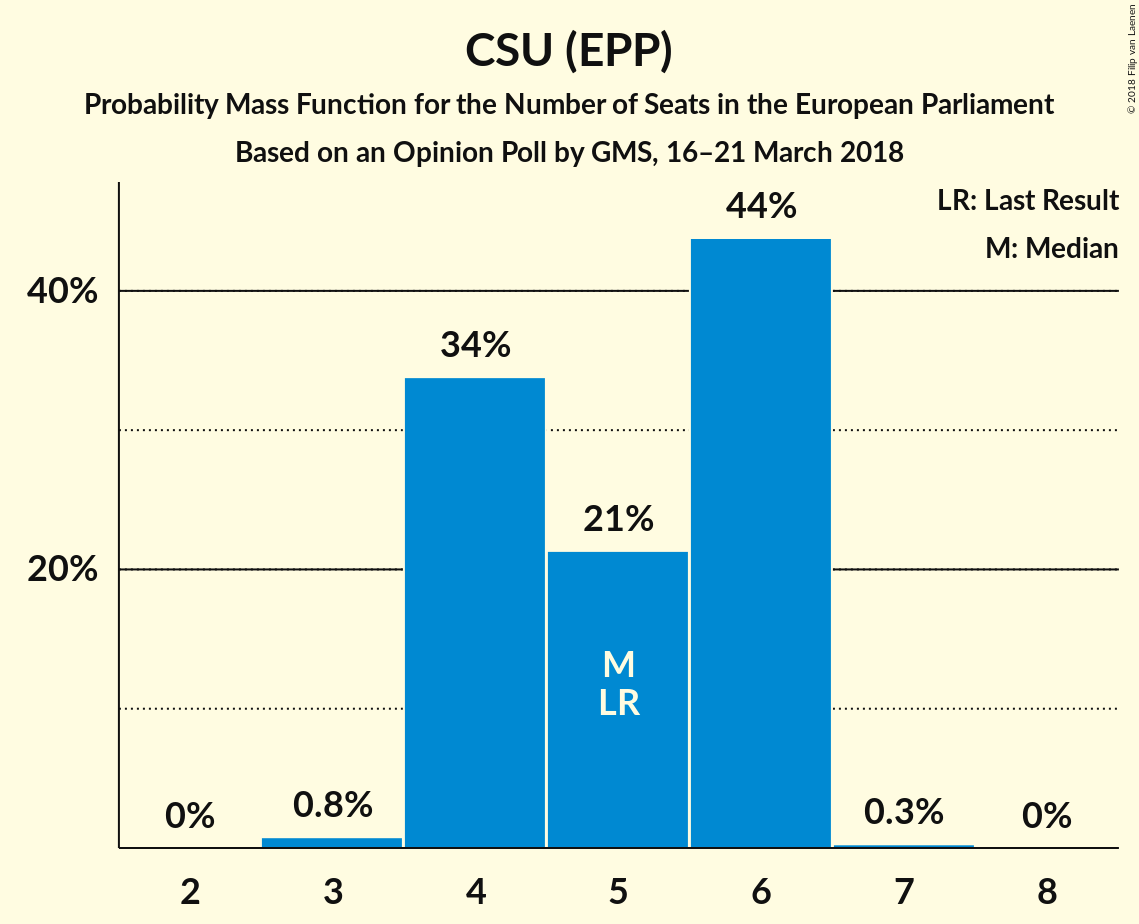 CSU (EPP)
Probability Mass Function for the Number of Seats in the European Parliament
Based on an Opinion Poll by GMS, 16–21 March 2018
© 2018 Filip van Laenen
LR: Last Result
M: Median
40%
20%
0%
0.8%
34%
21%
44%
0.3%
0%
M
LR
2
3
4
5
6
7
8